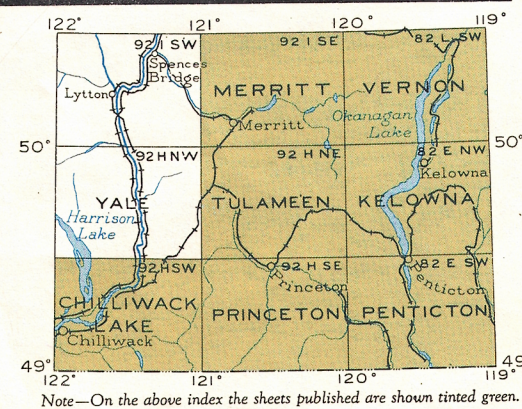 122° 121° 120° 119°
92 I SW 92 I SE 82 L SW
Spences
Bridge
Lytton
MERRITT VERNON
Okanagan
Lake
Merritt
50° 50°
92 H NW 92 H NE 82 E NW
Kelowna
YALE TULAMEEN KELOWNA
Harrison
Lake
92 H SW 92 H SE 82 E SW
Princeton Penticton
CHILLIWACK
LAKE
PRINCETON PENTICTON
Chilliwack
49° 49
122° 121° 120° 119°
Note—On the above index the sheets published are shown tinted green.